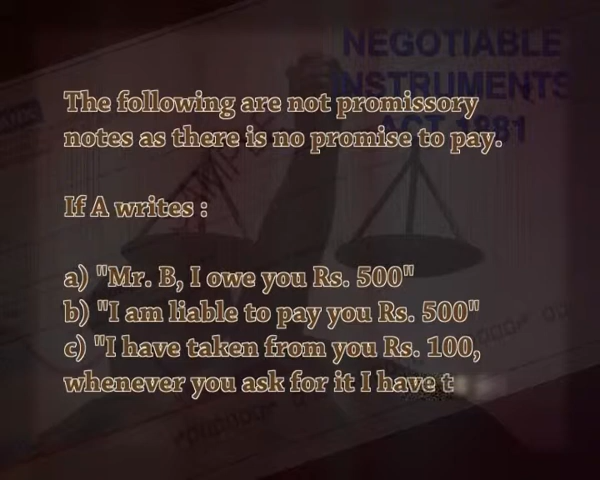 NEGOTIABLE
INSTRUMENTS
ACT 1881
The following are not promissory
notes as there is no promise to pay.
If A writes :
a) "Mr. B, I owe you Rs. 500"
b) "I am liable to pay you Rs. 500"
c) "I have taken from you Rs. 100,
whenever you ask for it I have t